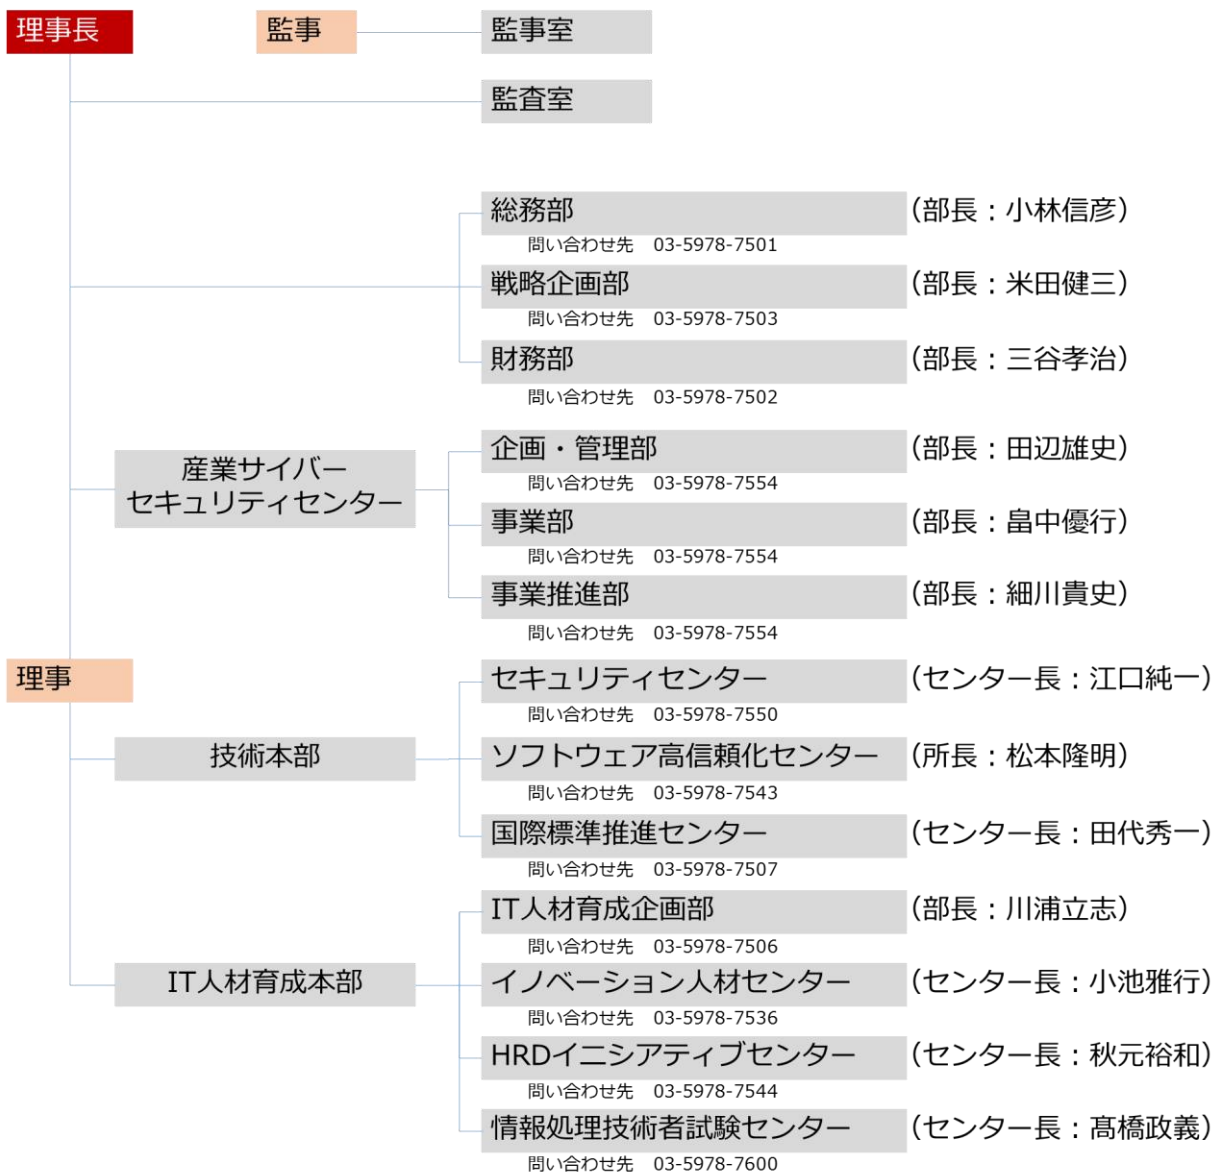 理事長
監事
監事室
監査室
総務部
(部長：小林信彦)
問い合わせ先 03-5978-7501
戦略企画部
(部長：米田健三)
問い合わせ先 03-5978-7503
財務部
(部長：三谷孝治)
問い合わせ先 03-5978-7502
産業サイバー
セキュリティセンター
企画・管理部
(部長：田辺雄史)
問い合わせ先 03-5978-7554
事業部
(部長：畠中優行)
問い合わせ先 03-5978-7554
事業推進部
(部長：細川貴史)
問い合わせ先 03-5978-7554
理事
技術本部
セキュリティセンター
(センター長：江口純一)
問い合わせ先 03-5978-7550
ソフトウェア高信頼化センター
(所長：松本隆明)
問い合わせ先 03-5978-7543
国際標準推進センター
(センター長：田代秀一)
問い合わせ先 03-5978-7507
IT人材育成本部
IT人材育成企画部
(部長：川浦立志)
問い合わせ先 03-5978-7506
イノベーション人材センター
(センター長：小池雅行)
問い合わせ先 03-5978-7536
HRDイニシアティブセンター
(センター長：秋元裕和)
問い合わせ先 03-5978-7544
情報処理技術者試験センター
(センター長：髙橋政義)
問い合わせ先 03-5978-7600